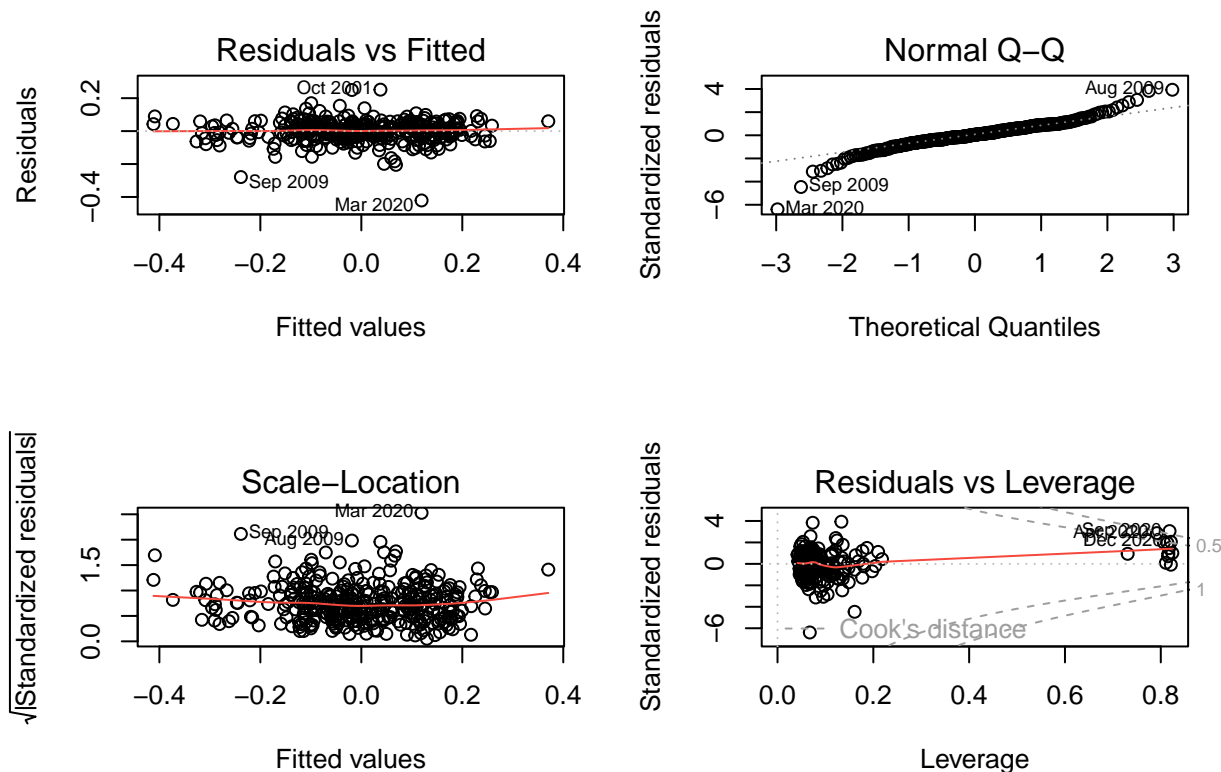 Residuals vs Fitted
Residuals
0.2
−0.4
Oct 2001
Sep 2009
Mar 2020
−0.4 −0.2 0.0 0.2 0.4
Fitted values
Normal Q−Q
Standardized residuals
4
0
−6
Aug 2009
Sep 2009
Mar 2020
−3 −2 −1 0 1 2 3
Theoretical Quantiles
Scale−Location
√|Standardized residuals|
1.5
0.0
Mar 2020
Sep 2009
Aug 2009
−0.4 −0.2 0.0 0.2 0.4
Fitted values
Residuals vs Leverage
Standardized residuals
4
0
−6
Sep 2020
Dec 2020
0.5
1
Cook's distance
0.0 0.2 0.4 0.6 0.8
Leverage